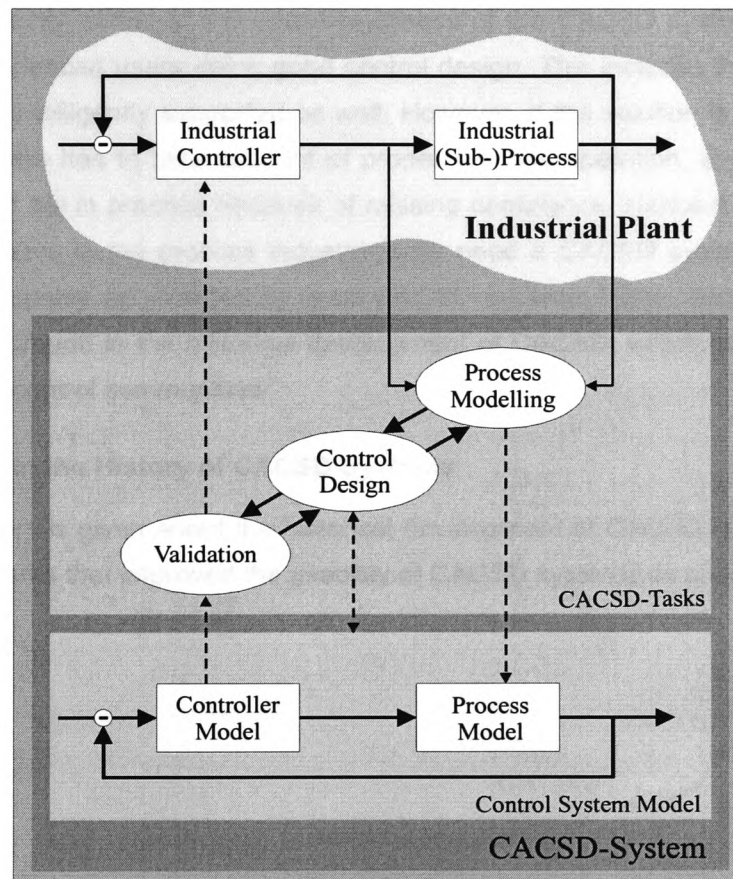 Industrial
Controller
Industrial
(Sub-)Process
Industrial Plant
Process
Modelling
Control
Design
Validation
CACSD-Tasks
Controller
Model
Process
Model
Control System Model
CACSD-System